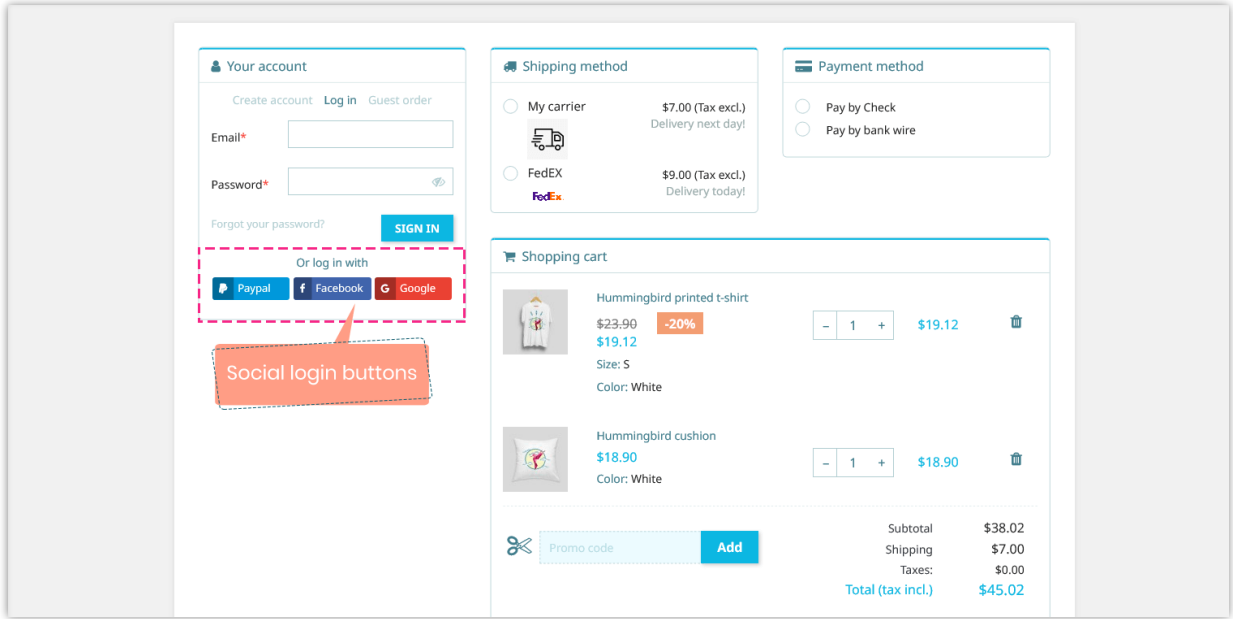 Your account
Create account Log in Guest order
Email*
Password*
Forgot your password? SIGN IN
Or log in with
Paypal Facebook Google
Social login buttons
Shipping method
My carrier $7.00 (Tax excl.)
Delivery next day!
FedEX $9.00 (Tax excl.)
FedEx Delivery today!
Payment method
Pay by Check
Pay by bank wire
Shopping cart
Hummingbird printed t-shirt
$23.90 -20%
$19.12
– 1 + $19.12
Size: S
Color: White
Hummingbird cushion
$18.90
– 1 + $18.90
Color: White
Promo code Add
Subtotal $38.02
Shipping $7.00
Taxes: $0.00
Total (tax incl.) $45.02